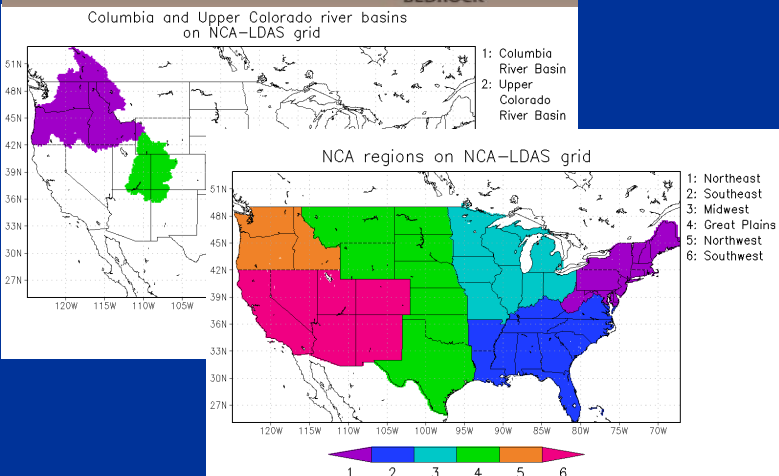 BEDROCK
Columbia and Upper Colorado river basins
on NCA-LDAS grid
51N
48N
45N
42N
39N
36N
33N
30N
27N
120W 115W 110W 105W
1: Columbia
River Basin
2: Upper
Colorado
River Basin
NCA regions on NCA-LDAS grid
51N
48N
45N
42N
39N
36N
33N
30N
27N
120W 115W 110W 105W 100W 95W 90W 85W 80W 75W 70W
1: Northeast
2: Southeast
3: Midwest
4: Great Plains
5: Northwest
6: Southwest
1 2 3 4 5 6